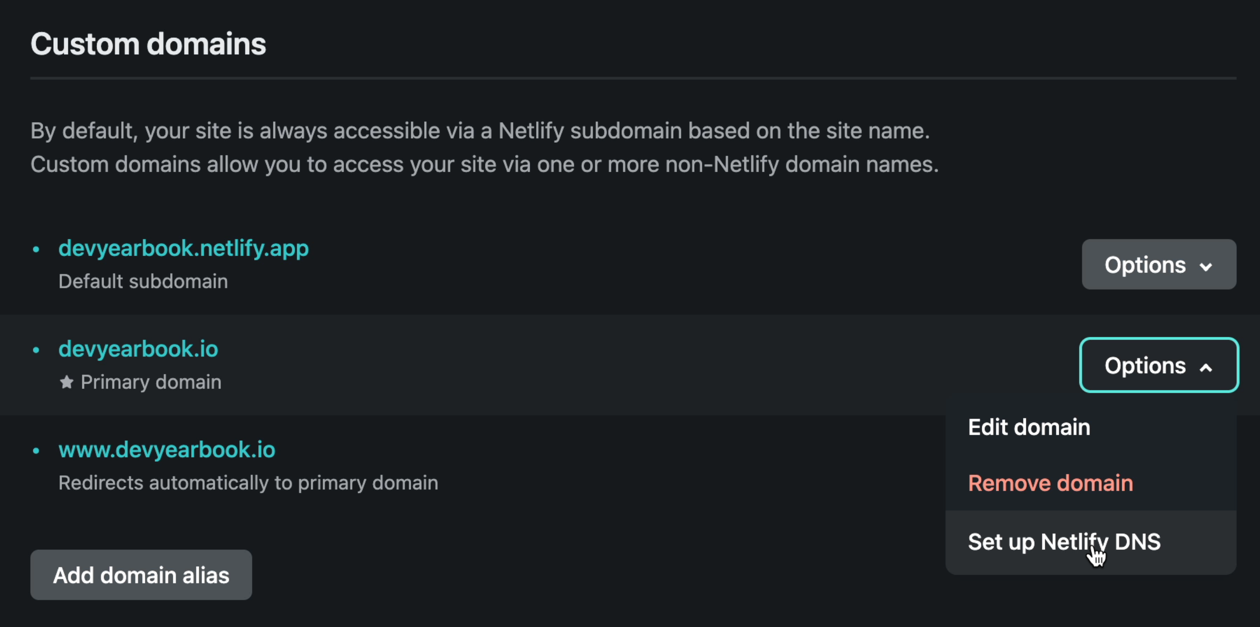 Custom domains
By default, your site is always accessible via a Netlify subdomain based on the site name.
Custom domains allow you to access your site via one or more non-Netlify domain names.
devyearbook.netlify.app
Default subdomain
Options
devyearbook.io
Primary domain
Options
Edit domain
Remove domain
Set up Netlify DNS
www.devyearbook.io
Redirects automatically to primary domain
Add domain alias